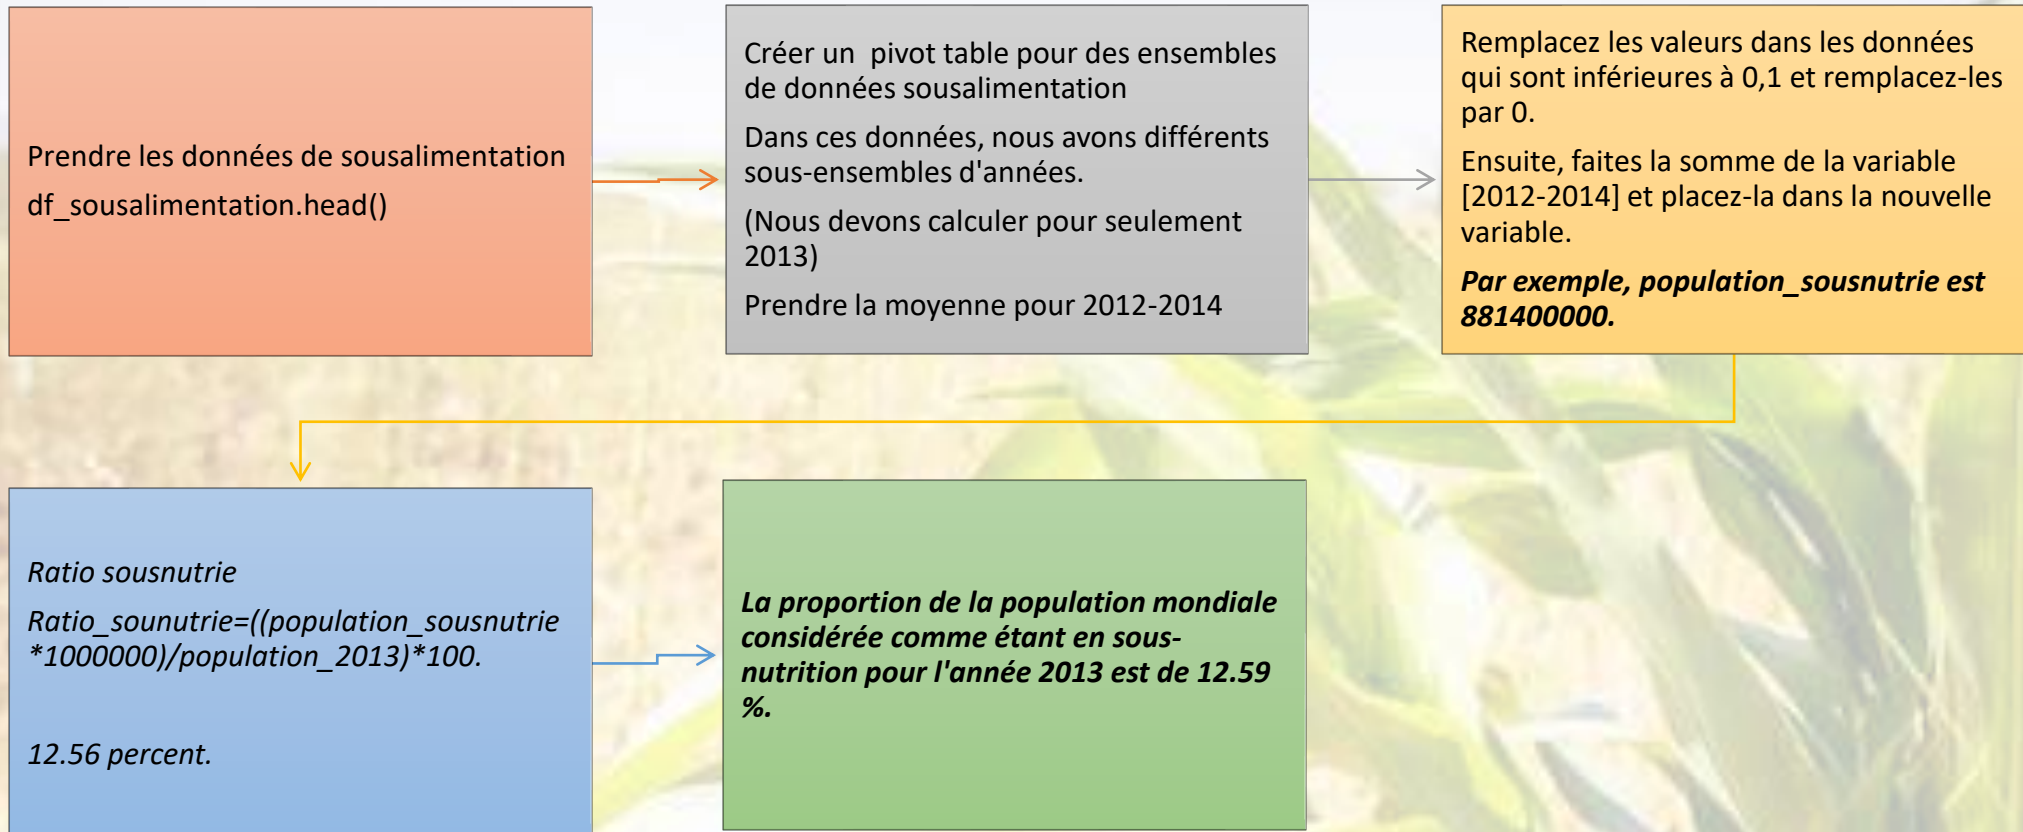 Prendre les données de sousalimentation
df_sousalimentation.head()
Créer un  pivot table pour des ensembles
de données sousalimentation
Dans ces données, nous avons différents
sous-ensembles d'années.
(Nous devons calculer pour seulement
2013)
Prendre la moyenne pour 2012-2014
Remplacez les valeurs dans les données
qui sont inférieures à 0,1 et remplacez-les
par 0.
Ensuite, faites la somme de la variable
[2012-2014] et placez-la dans la nouvelle
variable.
Par exemple, population_sousnutrie est
881400000.
Ratio sousnutrie
Ratio_sounutrie=((population_sousnutrie
*1000000)/population_2013)*100.
12.56 percent.
La proportion de la population mondiale
considérée comme étant en sous-
nutrition pour l'année 2013 est de 12.59
%.